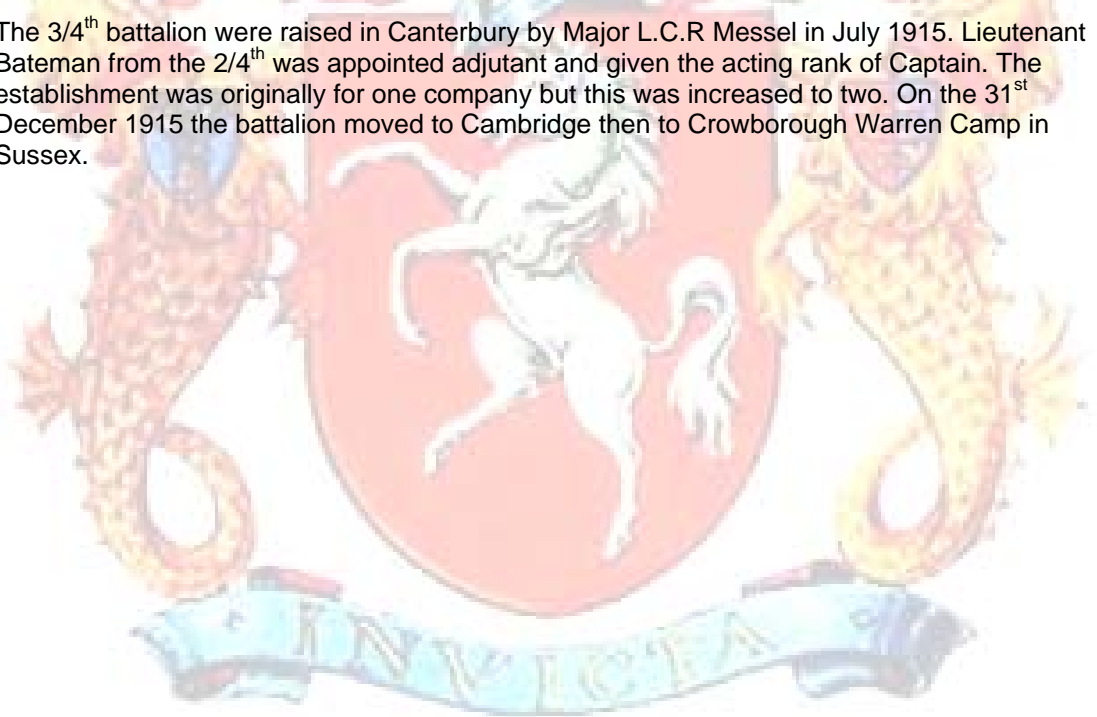 The 3/4th battalion were raised in Canterbury by Major L.C.R Messel in July 1915. Lieutenant
Bateman from the 2/4th was appointed adjutant and given the acting rank of Captain. The
establishment was originally for one company but this was increased to two. On the 31st
December 1915 the battalion moved to Cambridge then to Crowborough Warren Camp in
Sussex.
INVICTA